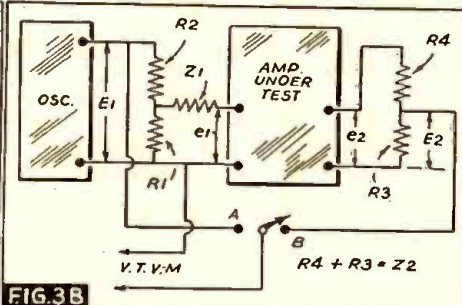 R2
R4
Z1
OSC.
E1
AMP.
UNDER
TEST
e1
e2
E2
R1
R3
A
B
V.T.V-M
R4 + R3 = Z2
FIG.3B